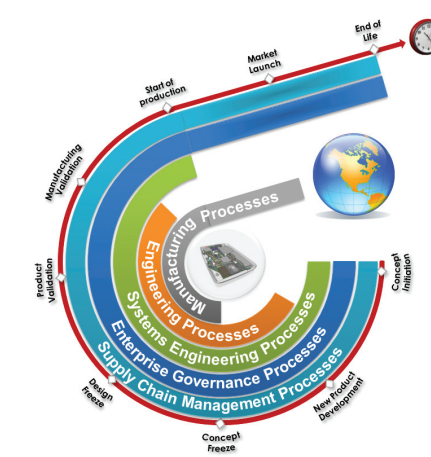 End of
Life
Market
Launch
Start of
production
Manufacturing
Validation
Product
Validation
Design
Freeze
Concept
Freeze
New Product
Development
Concept
Initiation
Manufacturing Processes
Engineering Processes
Systems Engineering Processes
Enterprise Governance Processes
Supply Chain Management Processes